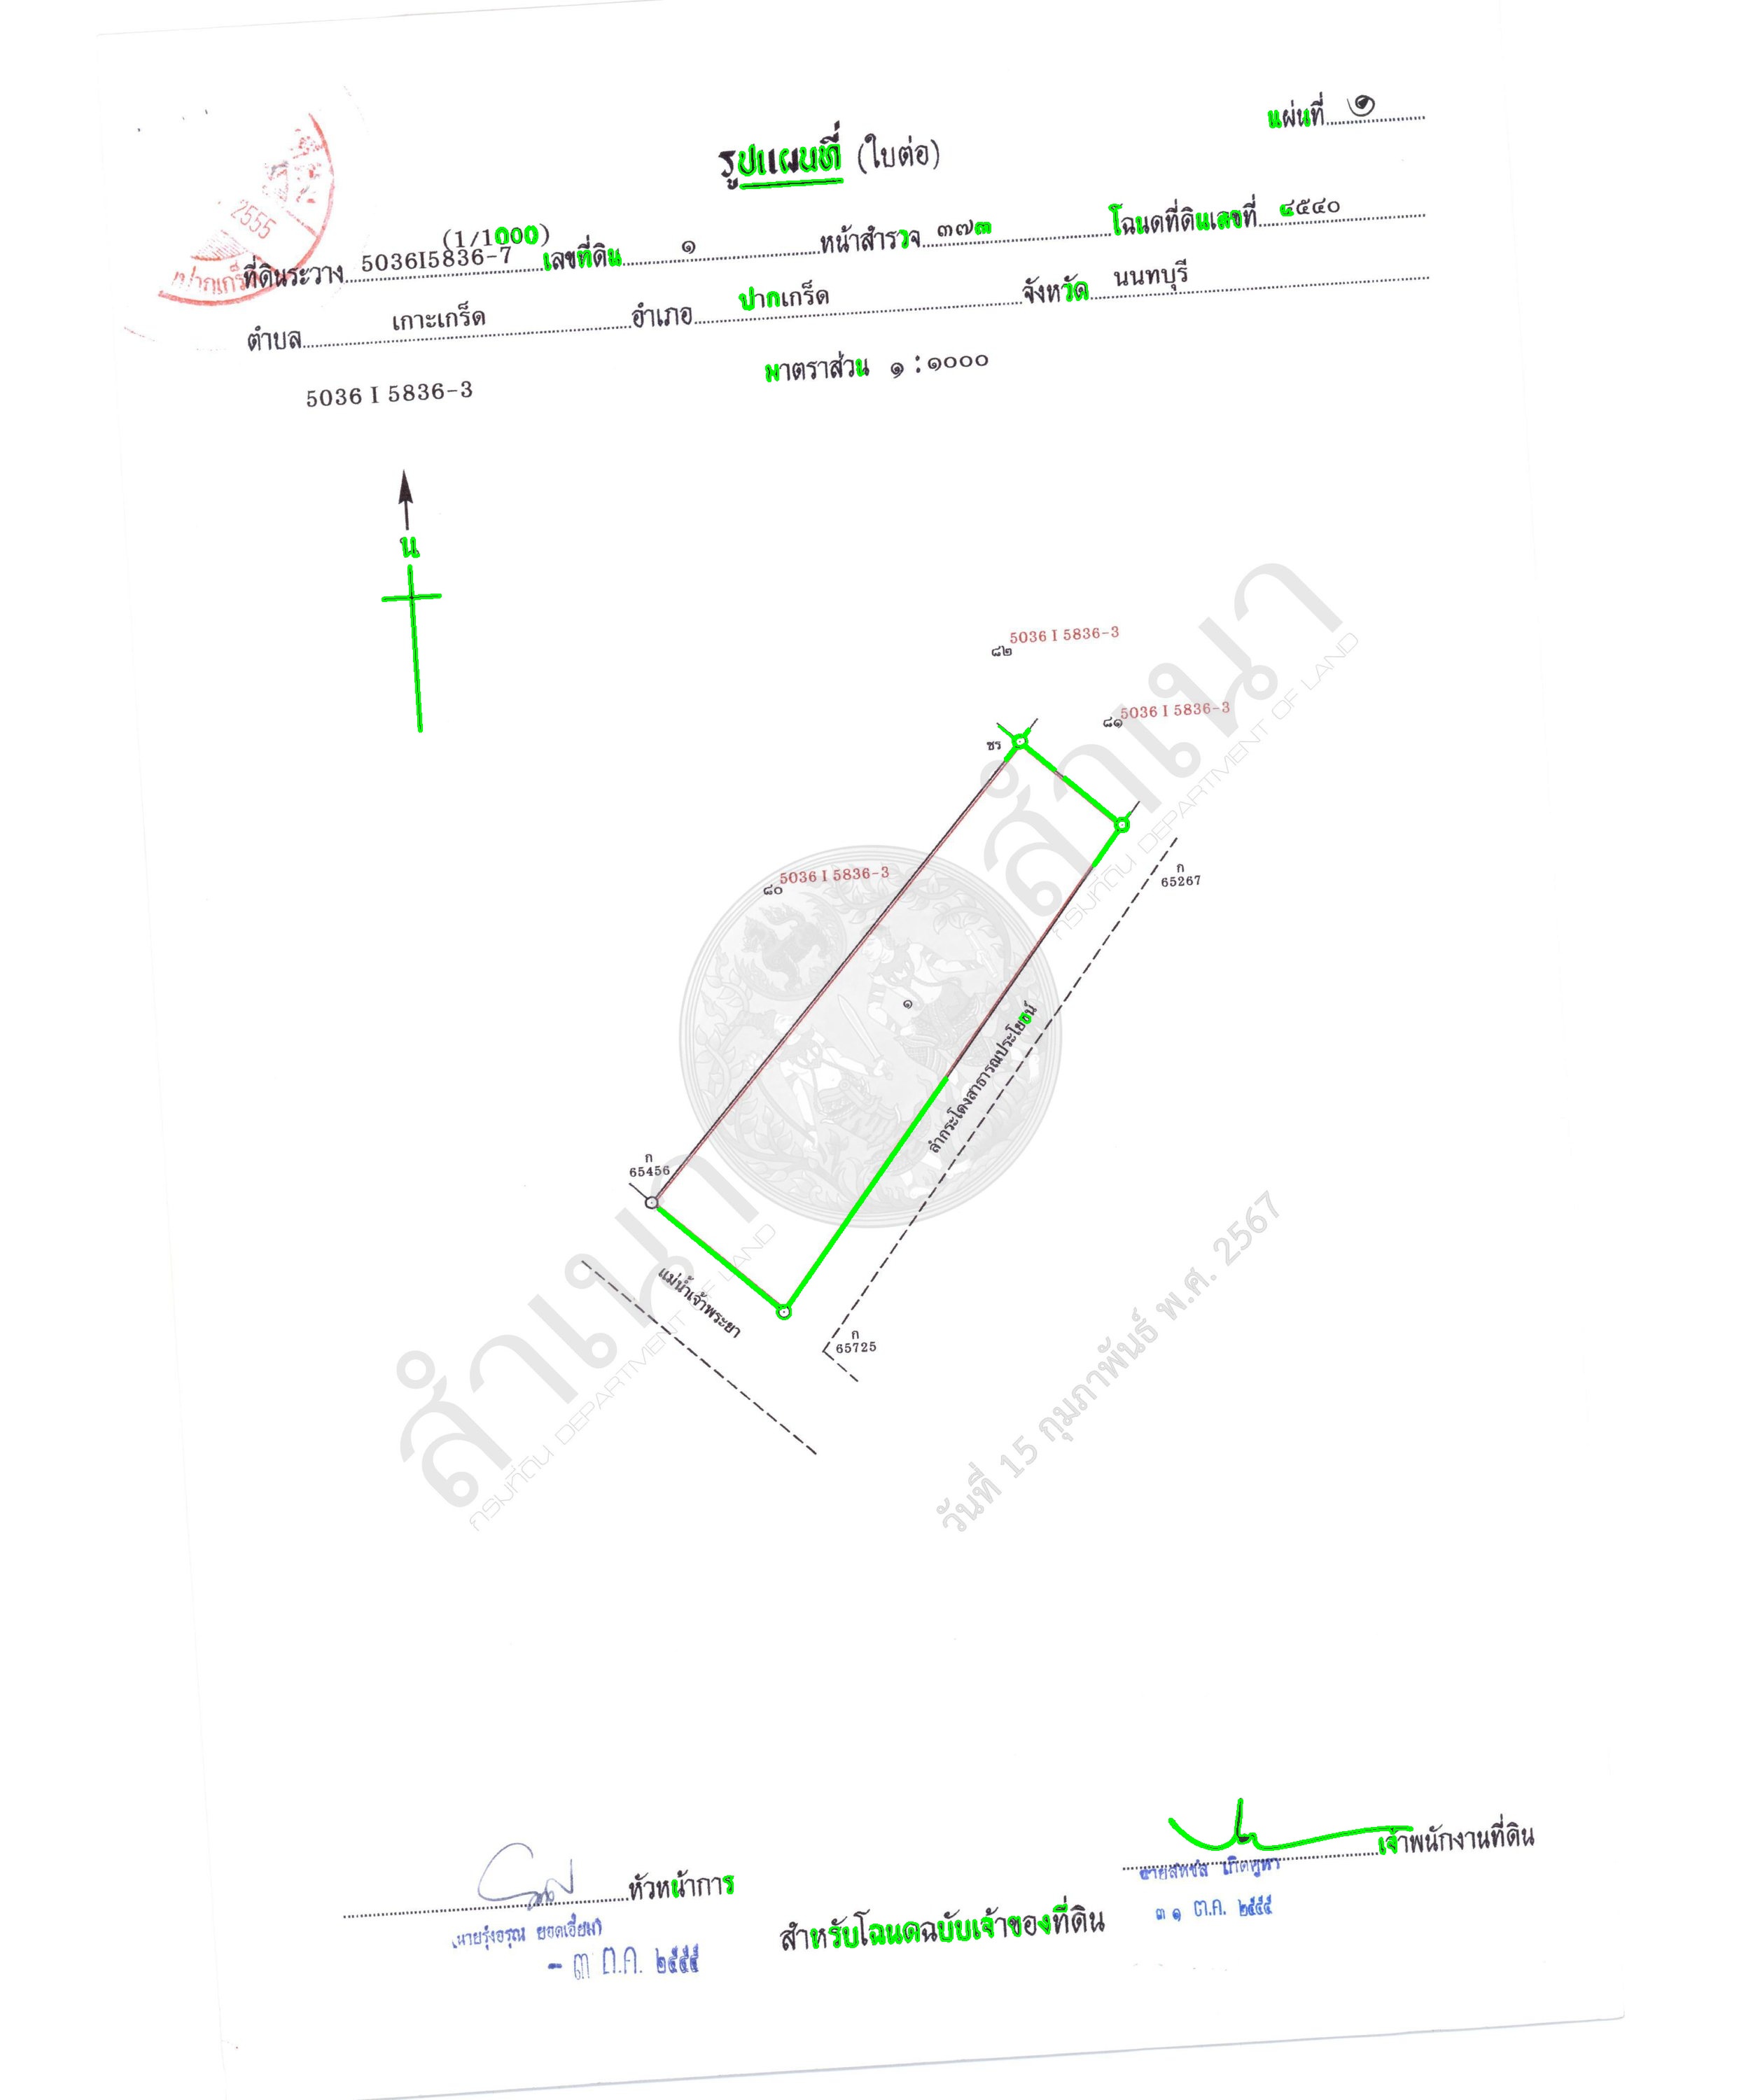 แผ่นที่ ๑
รูปแผนที่ (ใบต่อ)
(1/1000)
ที่ดินระวาง 5036I5836-7 เลขที่ดิน ๑ หน้าสำรวจ ๓๗๓ โฉนดที่ดินเลขที่ ๘๕๔๐
ตำบล เกาะเกร็ด อำเภอ ปากเกร็ด จังหวัด นนทบุรี
มาตราส่วน ๑ : ๑๐๐๐
5036 I 5836-3
2555
น
5036 I 5836-3
๘๒
5036 I 5836-3
๘๑
ชร
ก
65267
5036 I 5836-3
๘๐
๑
ลำกระโดงสาธารณประโยชน์
ก
65456
แม่น้ำเจ้าพระยา
ก
65725
สำเนา
กรมที่ดิน DEPARTMENT OF LAND
สำเนา
กรมที่ดิน DEPARTMENT OF LAND
วันที่ 15 กุมภาพันธ์ พ.ศ. 2567
เจ้าพนักงานที่ดิน
หัวหน้าการ
๓๑ ต.ค. ๒๕๕๕
(นายรุ่งอรุณ ยอดเอี่ยม)
สำหรับโฉนดฉบับเจ้าของที่ดิน
- ๓ ต.ค. ๒๕๕๕